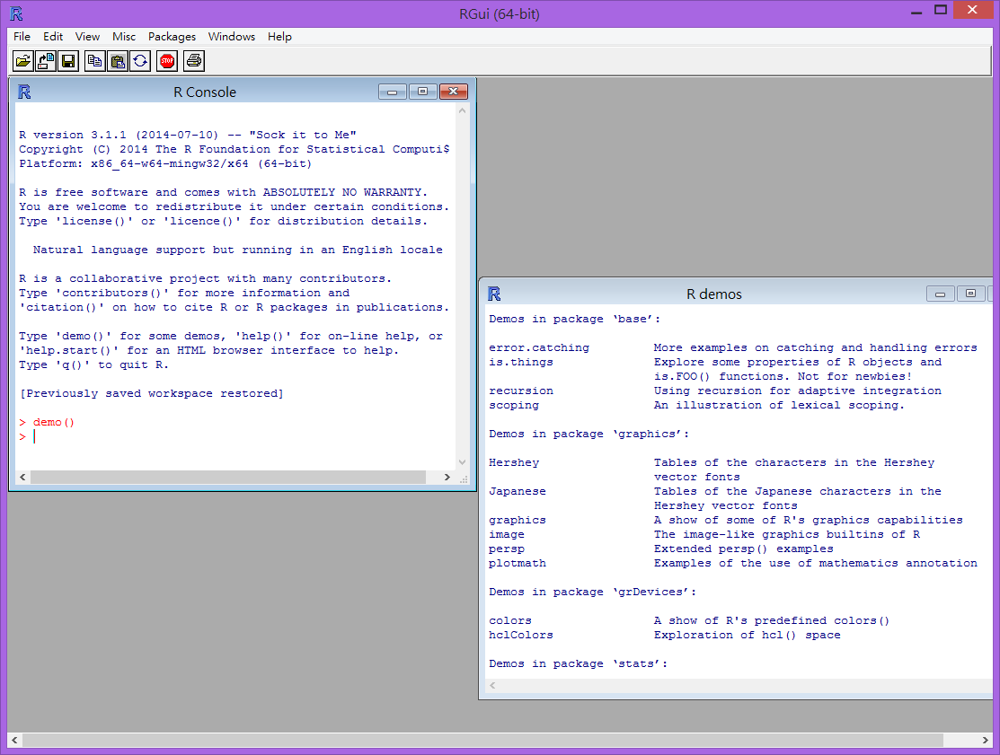 RGui (64-bit)
File Edit View Misc Packages Windows Help
STOP
R Console
R version 3.1.1 (2014-07-10) -- "Sock it to Me"
Copyright (C) 2014 The R Foundation for Statistical Computi$
Platform: x86_64-w64-mingw32/x64 (64-bit)
R is free software and comes with ABSOLUTELY NO WARRANTY.
You are welcome to redistribute it under certain conditions.
Type 'license()' or 'licence()' for distribution details.
Natural language support but running in an English locale
R is a collaborative project with many contributors.
Type 'contributors()' for more information and
'citation()' on how to cite R or R packages in publications.
Type 'demo()' for some demos, 'help()' for on-line help, or
'help.start()' for an HTML browser interface to help.
Type 'q()' to quit R.
[Previously saved workspace restored]
> demo()
>
R demos
Demos in package ‘base’:
error.catching More examples on catching and handling errors
is.things Explore some properties of R objects and
is.FOO() functions. Not for newbies!
recursion Using recursion for adaptive integration
scoping An illustration of lexical scoping.
Demos in package ‘graphics’:
Hershey Tables of the characters in the Hershey
vector fonts
Japanese Tables of the Japanese characters in the
Hershey vector fonts
graphics A show of some of R's graphics capabilities
image The image-like graphics builtins of R
persp Extended persp() examples
plotmath Examples of the use of mathematics annotation
Demos in package ‘grDevices’:
colors A show of R's predefined colors()
hclColors Exploration of hcl() space
Demos in package ‘stats’: